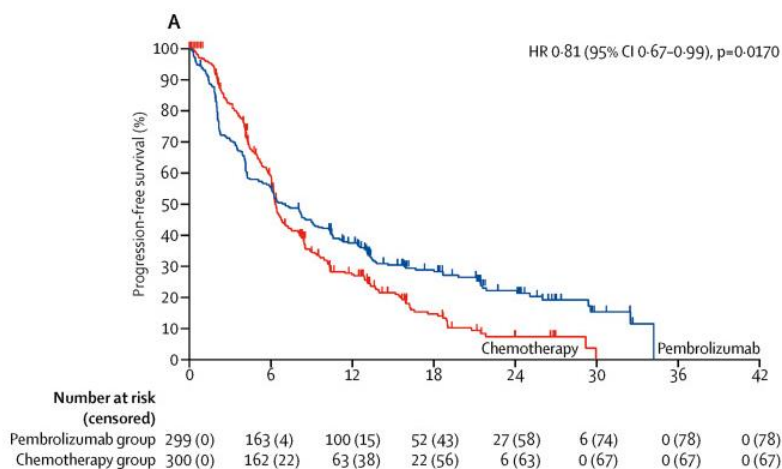 A
HR 0·81 (95% CI 0·67–0·99), p=0·0170
Progression-free survival (%)
100
90
80
70
60
50
40
30
20
10
0
Chemotherapy
Pembrolizumab
0 6 12 18 24 30 36 42
Number at risk
(censored)
Pembrolizumab group 299 (0) 163 (4) 100 (15) 52 (43) 27 (58) 6 (74) 0 (78) 0 (78)
Chemotherapy group 300 (0) 162 (22) 63 (38) 22 (56) 6 (63) 0 (67) 0 (67) 0 (67)